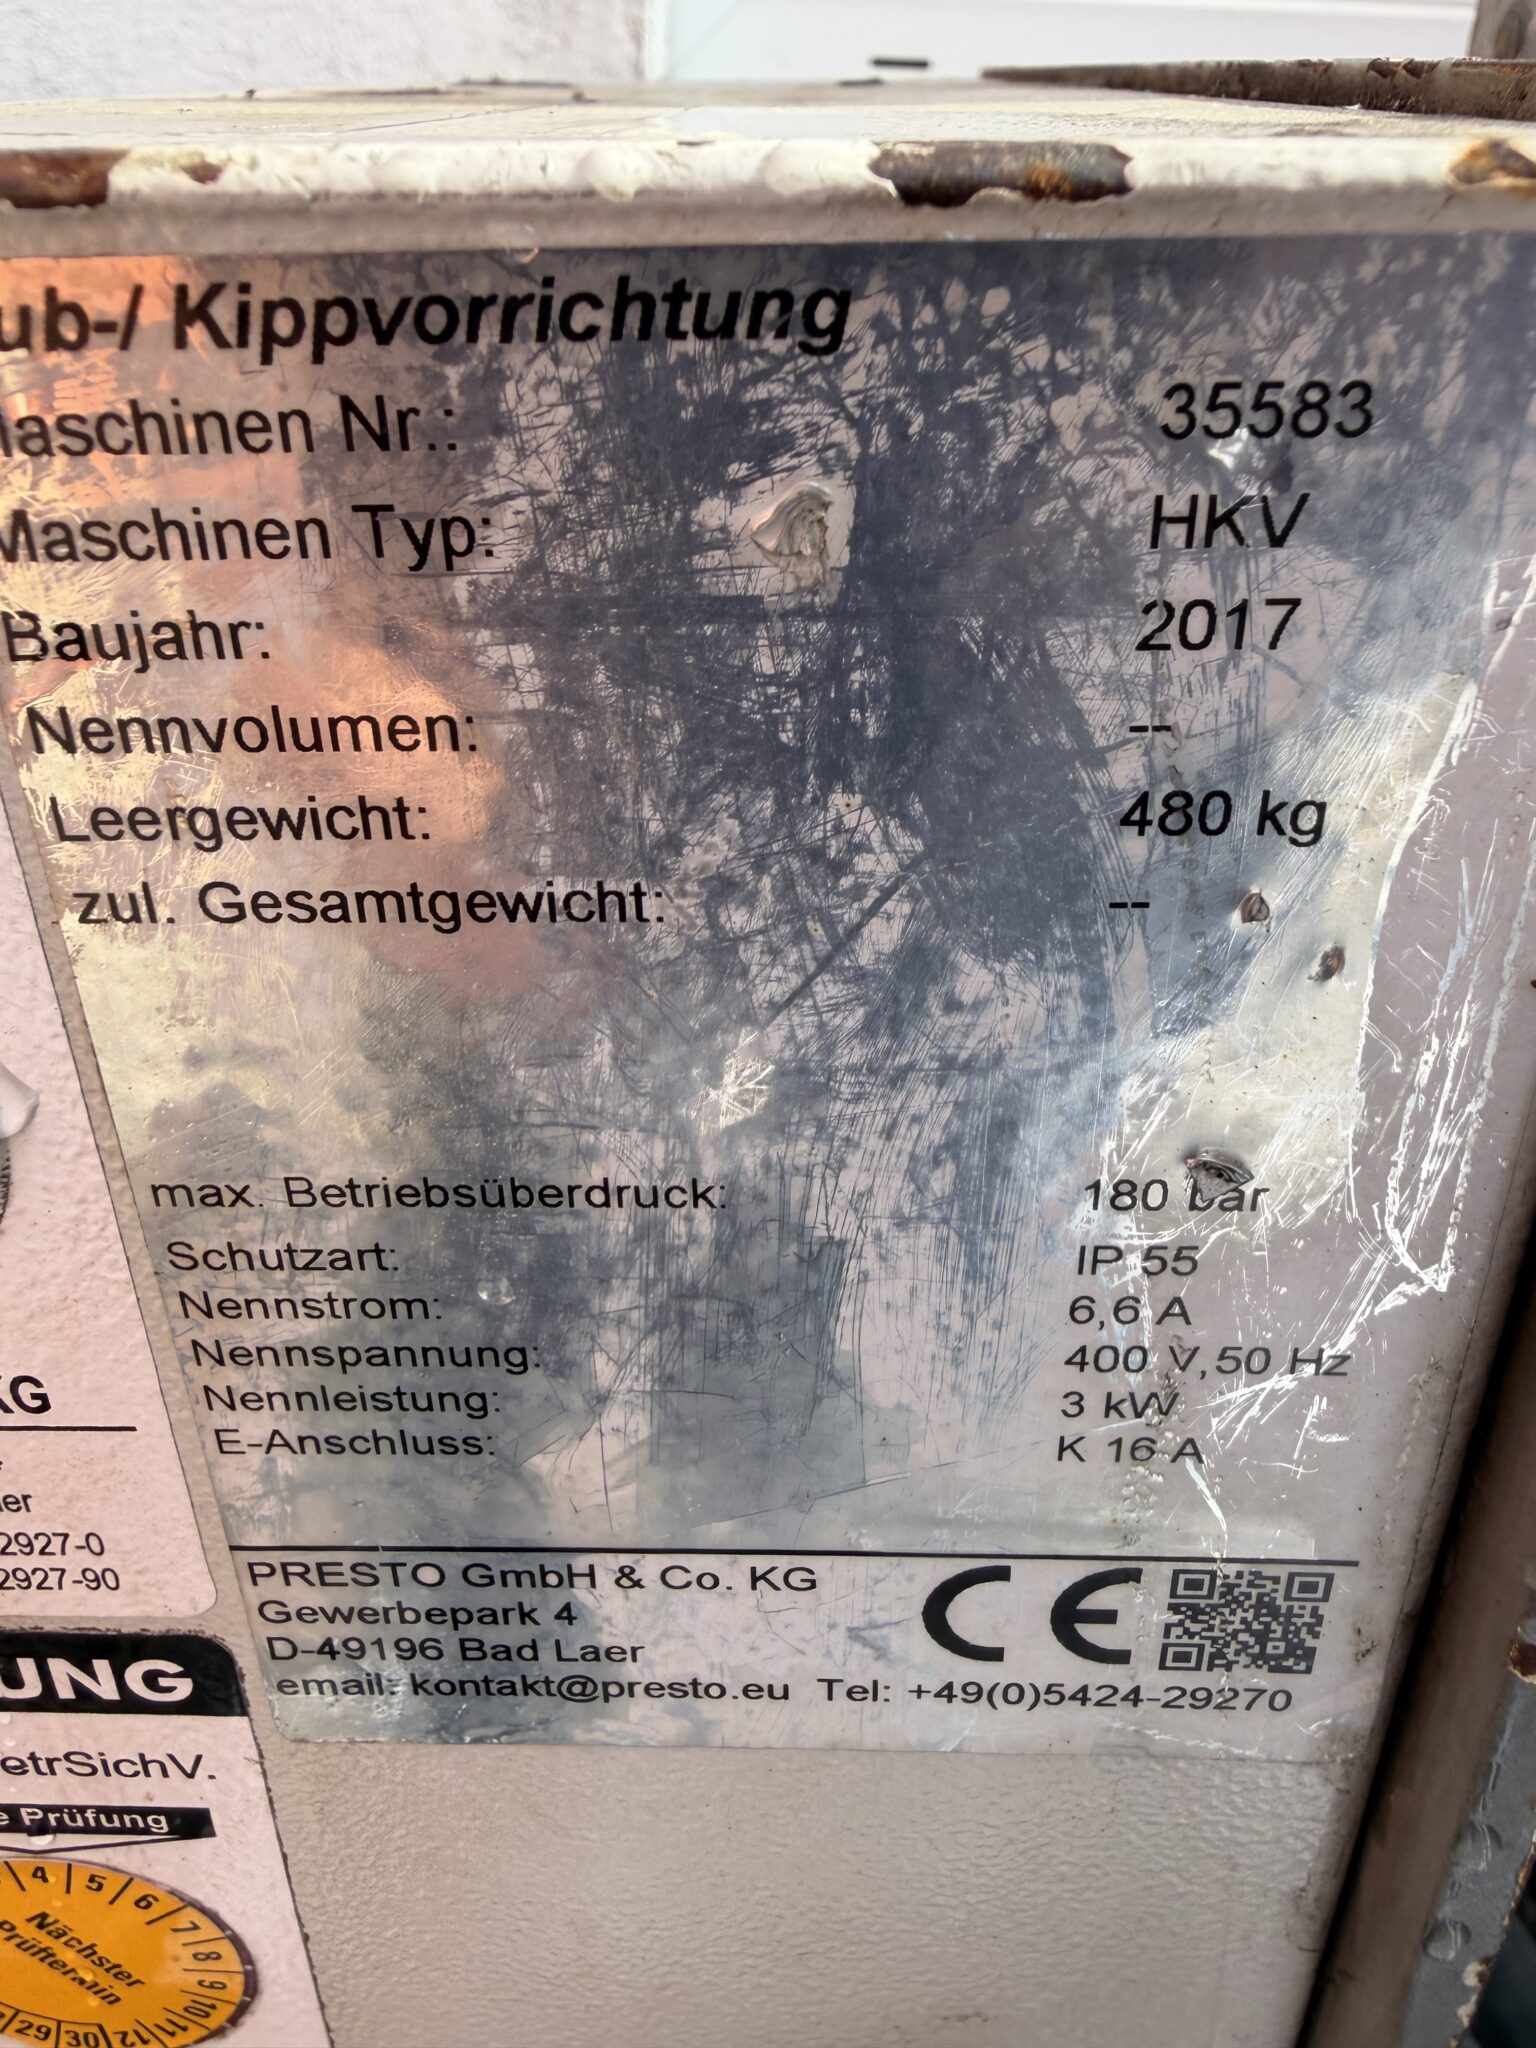 ub-/ Kippvorrichtung
Maschinen Nr.: 35583
Maschinen Typ: HKV
Baujahr: 2017
Nennvolumen: --
Leergewicht: 480 kg
zul. Gesamtgewicht: --
max. Betriebsüberdruck: 180 bar
Schutzart: IP 55
Nennstrom: 6,6 A
Nennspannung: 400 V,50 Hz
Nennleistung: 3 kW
E-Anschluss: K 16 A
PRESTO GmbH & Co. KG
Gewerbepark 4
D-49196 Bad Laer
email: kontakt@presto.eu Tel: +49(0)5424-29270
CE
KG
er
2927-0
2927-90
UNG
etrSichV.
e Prüfung
4 5 6 7 8 9 10 11 12
Nächster
Prüftermin
29 30